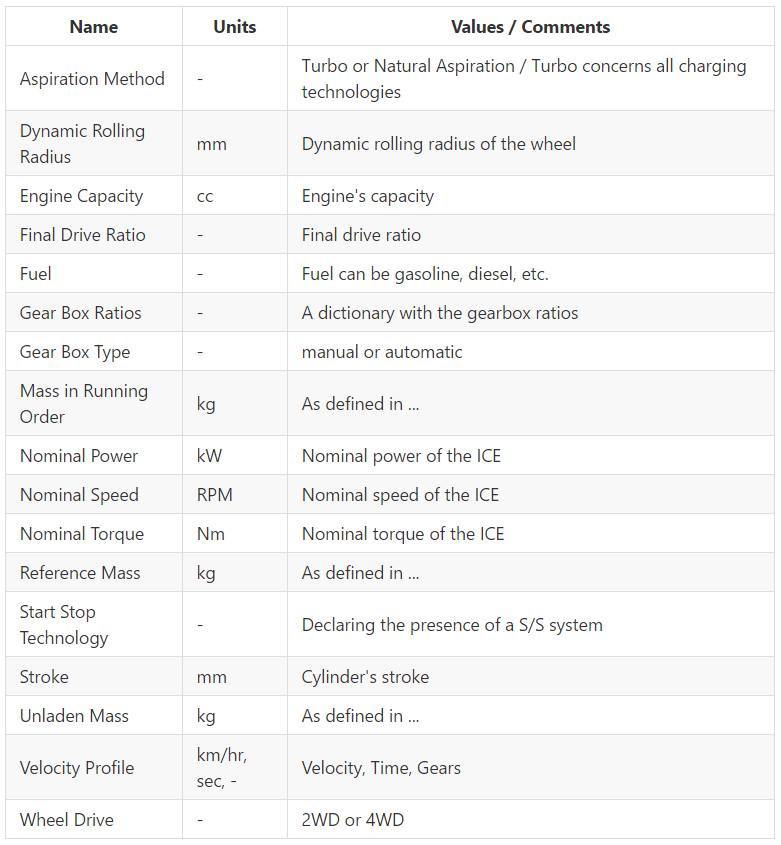 Name Units Values / Comments
Aspiration Method - Turbo or Natural Aspiration / Turbo concerns all charging
technologies
Dynamic Rolling
Radius mm Dynamic rolling radius of the wheel
Engine Capacity cc Engine's capacity
Final Drive Ratio - Final drive ratio
Fuel - Fuel can be gasoline, diesel, etc.
Gear Box Ratios - A dictionary with the gearbox ratios
Gear Box Type - manual or automatic
Mass in Running
Order kg As defined in ...
Nominal Power kW Nominal power of the ICE
Nominal Speed RPM Nominal speed of the ICE
Nominal Torque Nm Nominal torque of the ICE
Reference Mass kg As defined in ...
Start Stop
Technology - Declaring the presence of a S/S system
Stroke mm Cylinder's stroke
Unladen Mass kg As defined in ...
Velocity Profile km/hr,
sec, - Velocity, Time, Gears
Wheel Drive - 2WD or 4WD